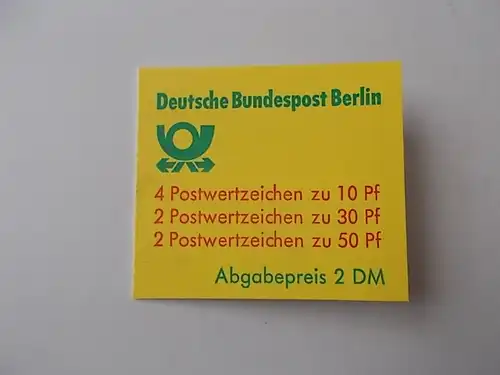 Deutsche Bundespost Berlin
4 Postwertzeichen zu 10 Pf
2 Postwertzeichen zu 30 Pf
2 Postwertzeichen zu 50 Pf
Abgabepreis 2 DM